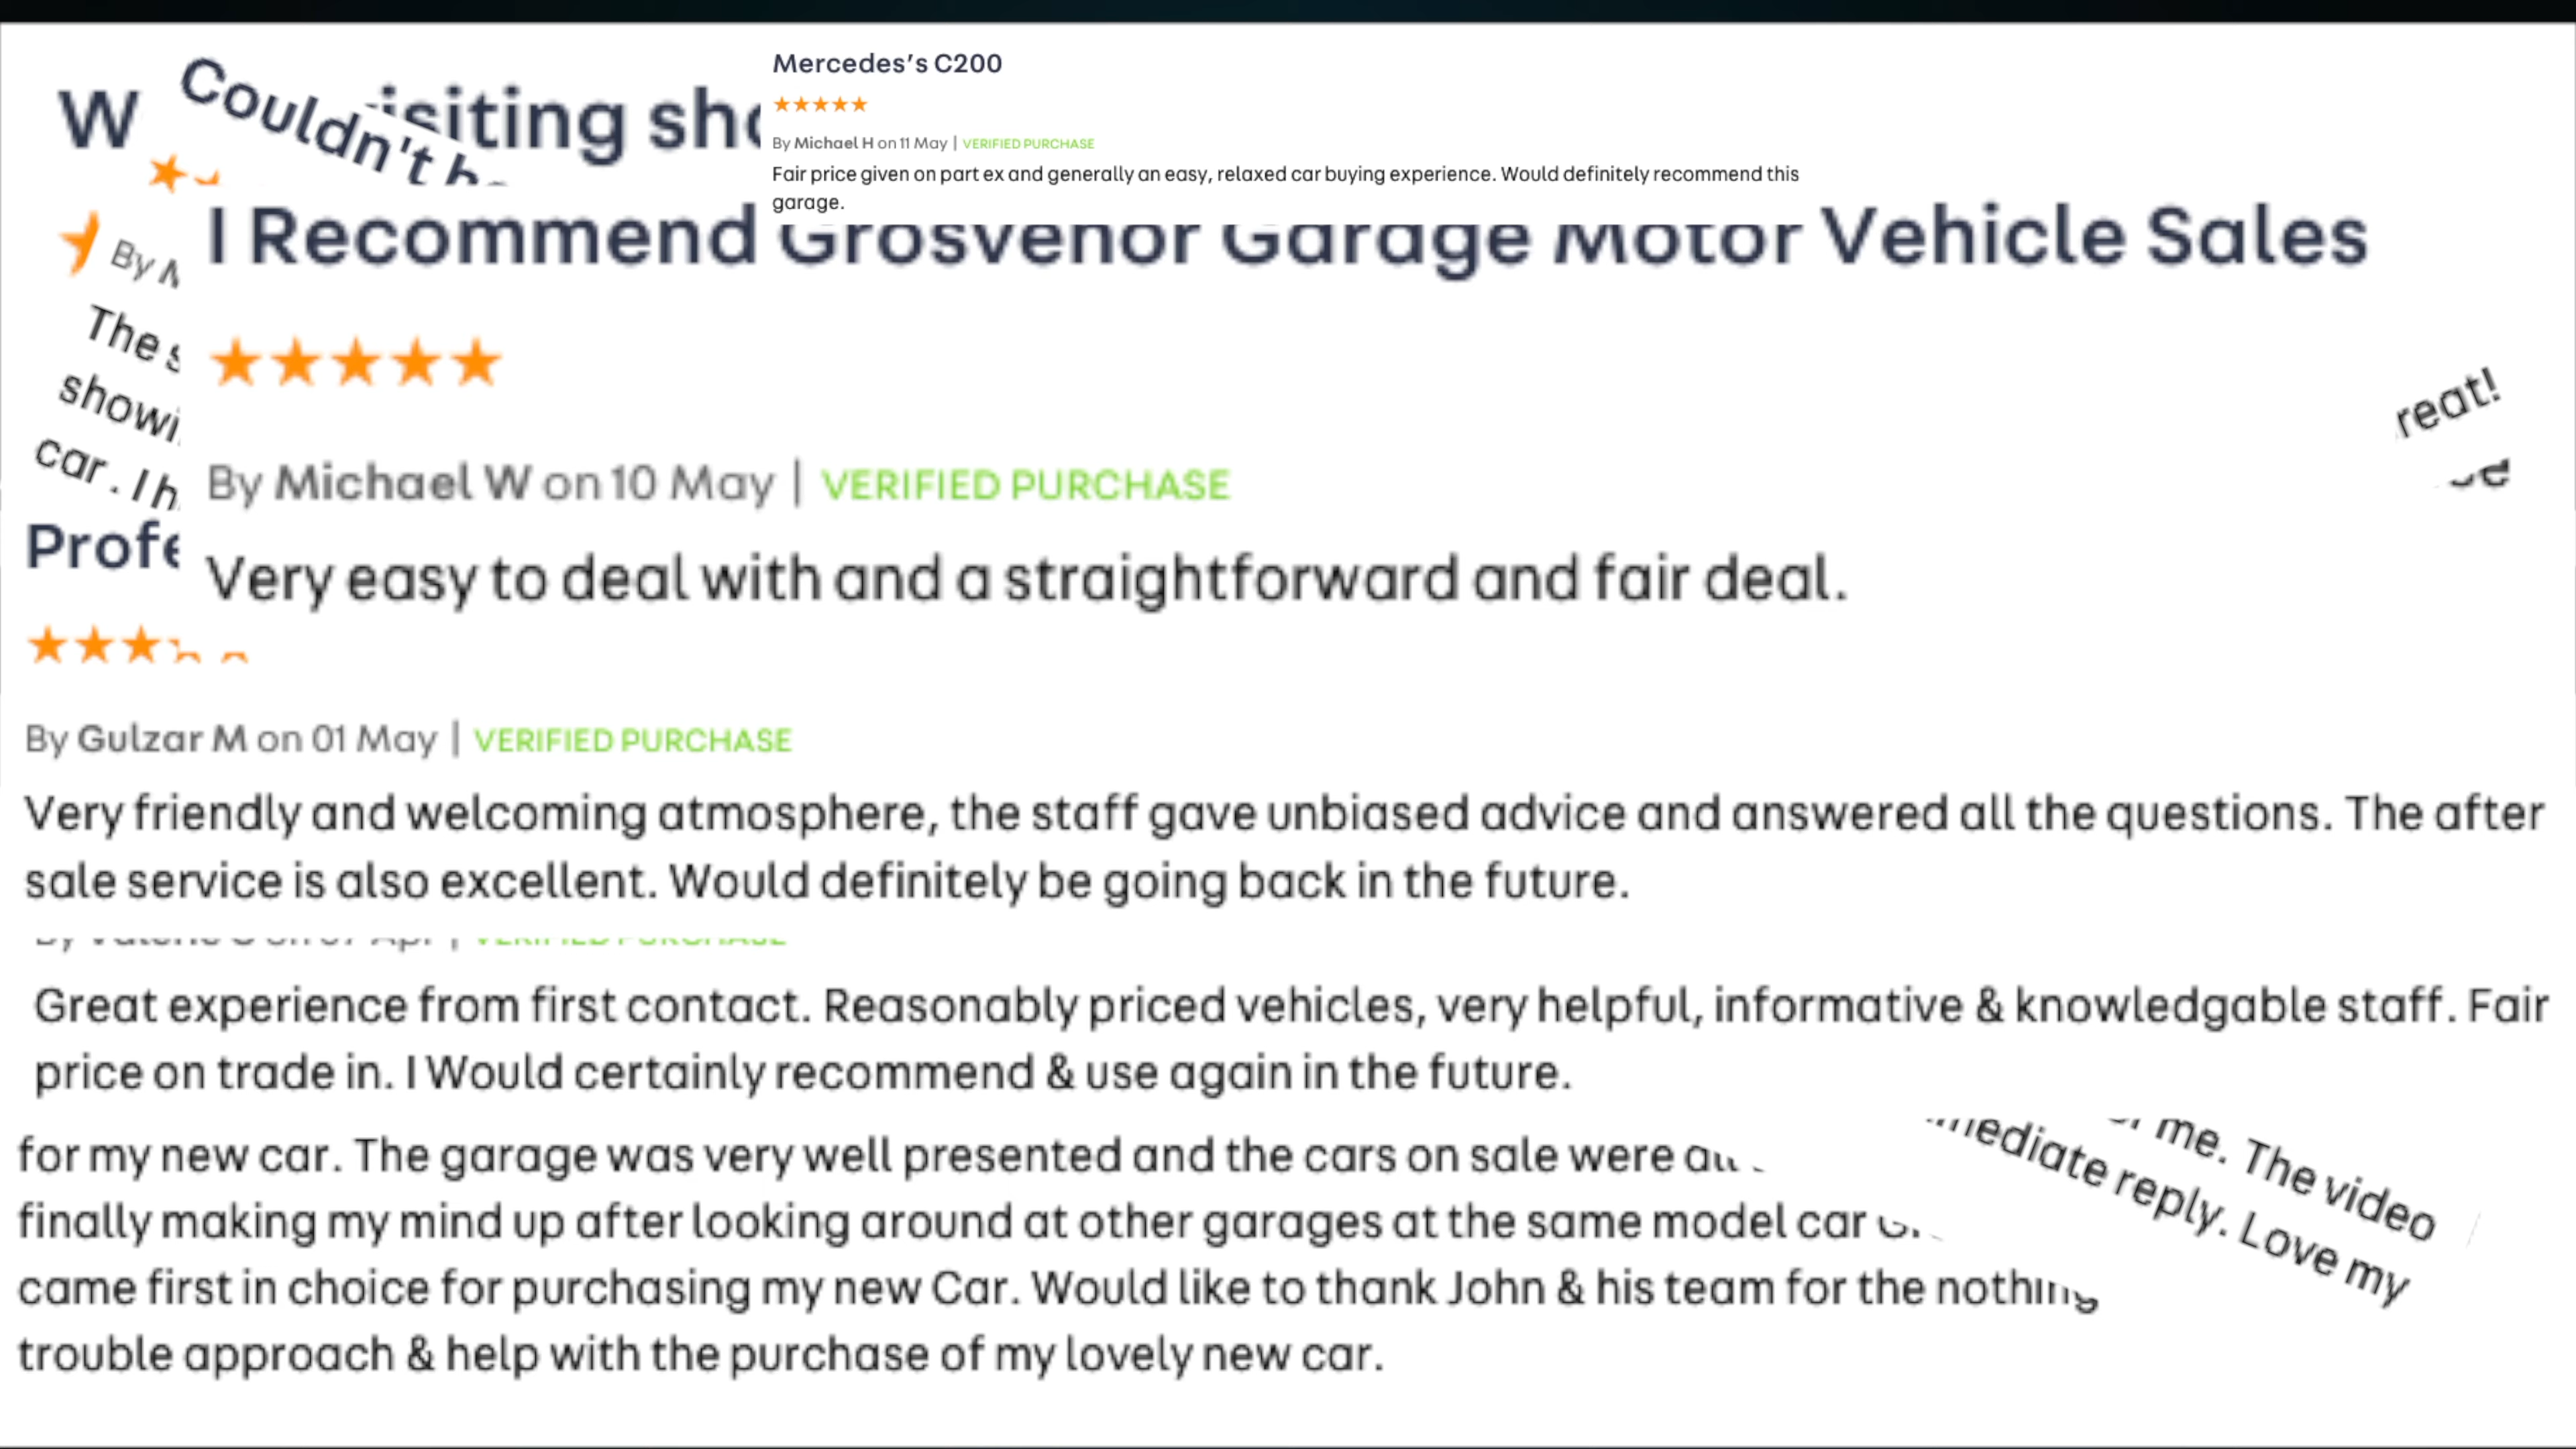 Mercedes's C200
By Michael H on 11 May | VERIFIED PURCHASE
Fair price given on part ex and generally an easy, relaxed car buying experience. Would definitely recommend this
garage.
Couldn't
I Recommend Grosvenor Garage Motor Vehicle Sales
By
The
car. I
By Michael W on 10 May | VERIFIED PURCHASE
Very easy to deal with and a straightforward and fair deal.
By Gulzar M on 01 May | VERIFIED PURCHASE
Very friendly and welcoming atmosphere, the staff gave unbiased advice and answered all the questions. The after
sale service is also excellent. Would definitely be going back in the future.
Great experience from first contact. Reasonably priced vehicles, very helpful, informative & knowledgable staff. Fair
price on trade in. I Would certainly recommend & use again in the future.
for my new car. The garage was very well presented and the cars on sale were
finally making my mind up after looking around at other garages at the same model car
came first in choice for purchasing my new Car. Would like to thank John & his team for the nothing
trouble approach & help with the purchase of my lovely new car.
me. The video
reply. Love my